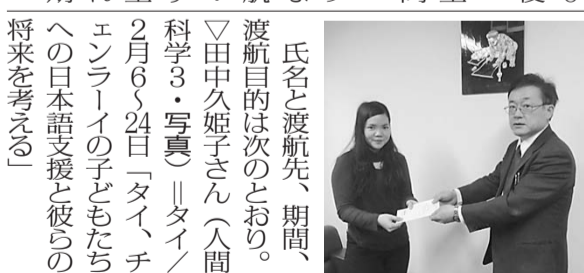 氏名と渡航先、期間、
渡航目的は次のとおり。
▽田中久姫子さん（人間
科学３・写真）＝タイ／
２月６〜24日「タイ、チ
ェンラーイの子どもたち
への日本語支援と彼らの
将来を考える」